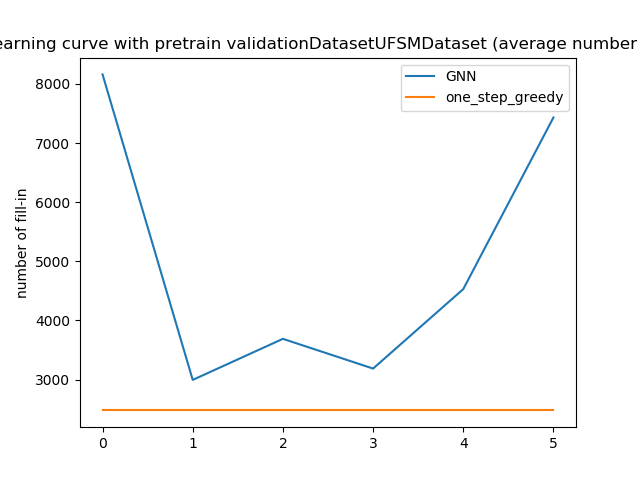 earning curve with pretrain validationDatasetUFSMDataset (average number
GNN
one_step_greedy
number of fill-in
8000
7000
6000
5000
4000
3000
0 1 2 3 4 5